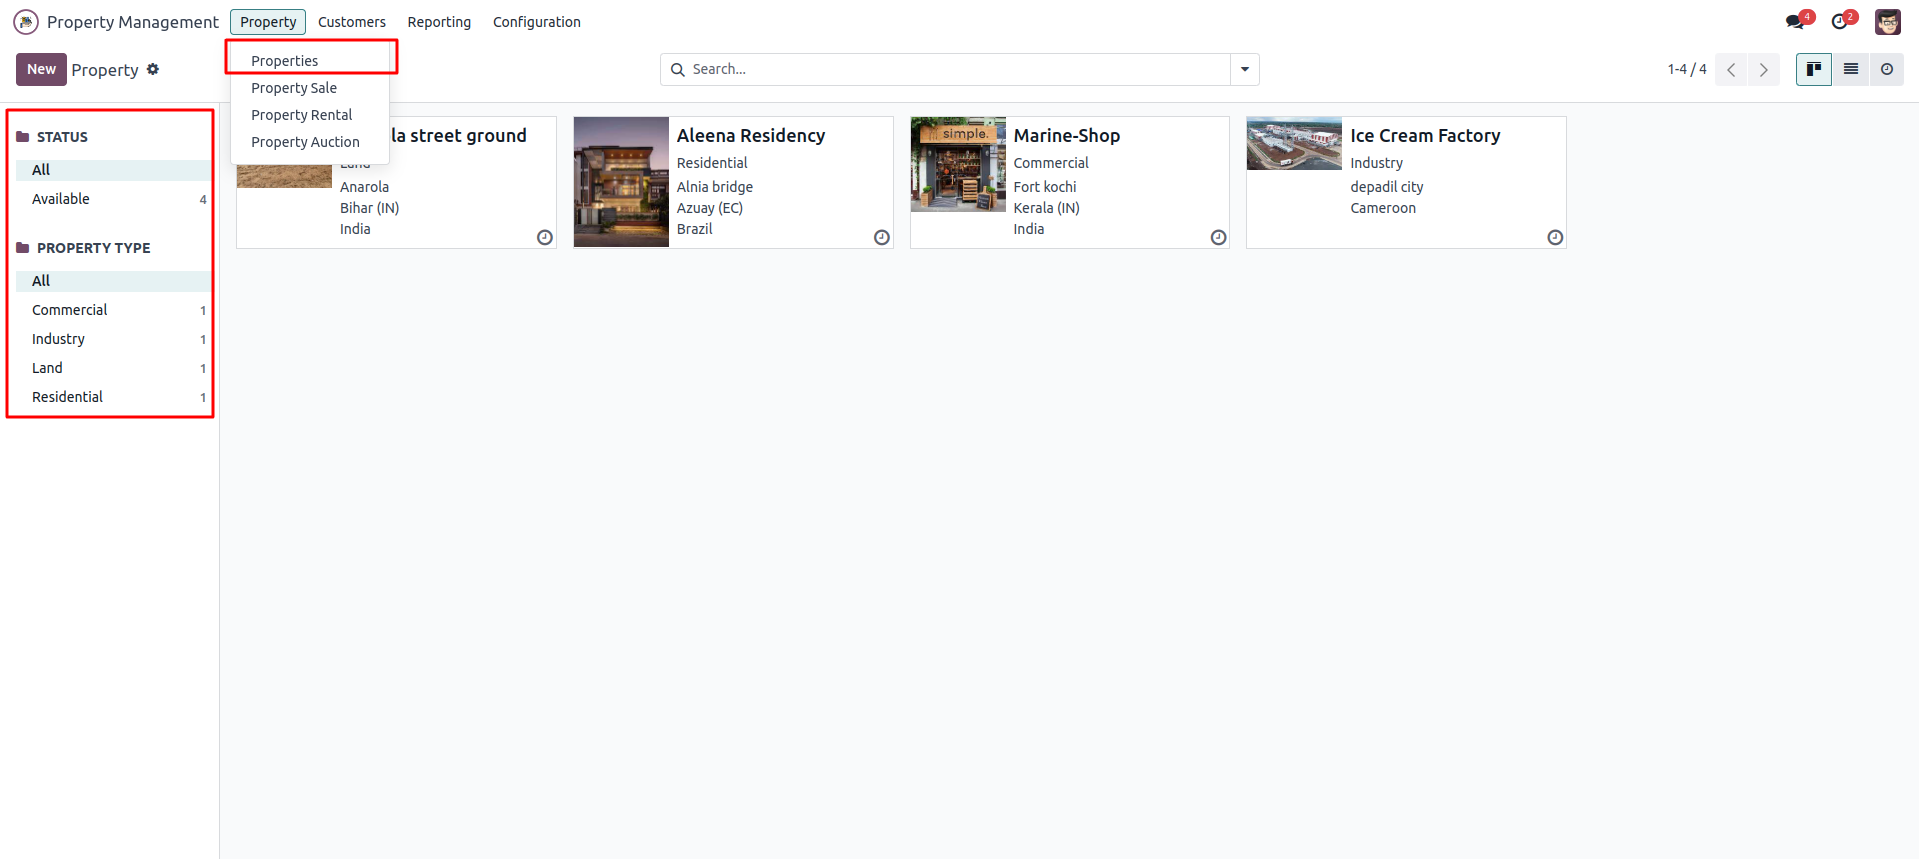 Property Management
Property
Customers
Reporting
Configuration
4
2
New
Property
Search...
1-4 / 4
Properties
Property Sale
Property Rental
Property Auction
STATUS
All
Available 4
PROPERTY TYPE
All
Commercial 1
Industry 1
Land 1
Residential 1
la street ground
Land
Anarola
Bihar (IN)
India
Aleena Residency
Residential
Alnia bridge
Azuay (EC)
Brazil
simple.
Marine-Shop
Commercial
Fort kochi
Kerala (IN)
India
Ice Cream Factory
Industry
depadil city
Cameroon